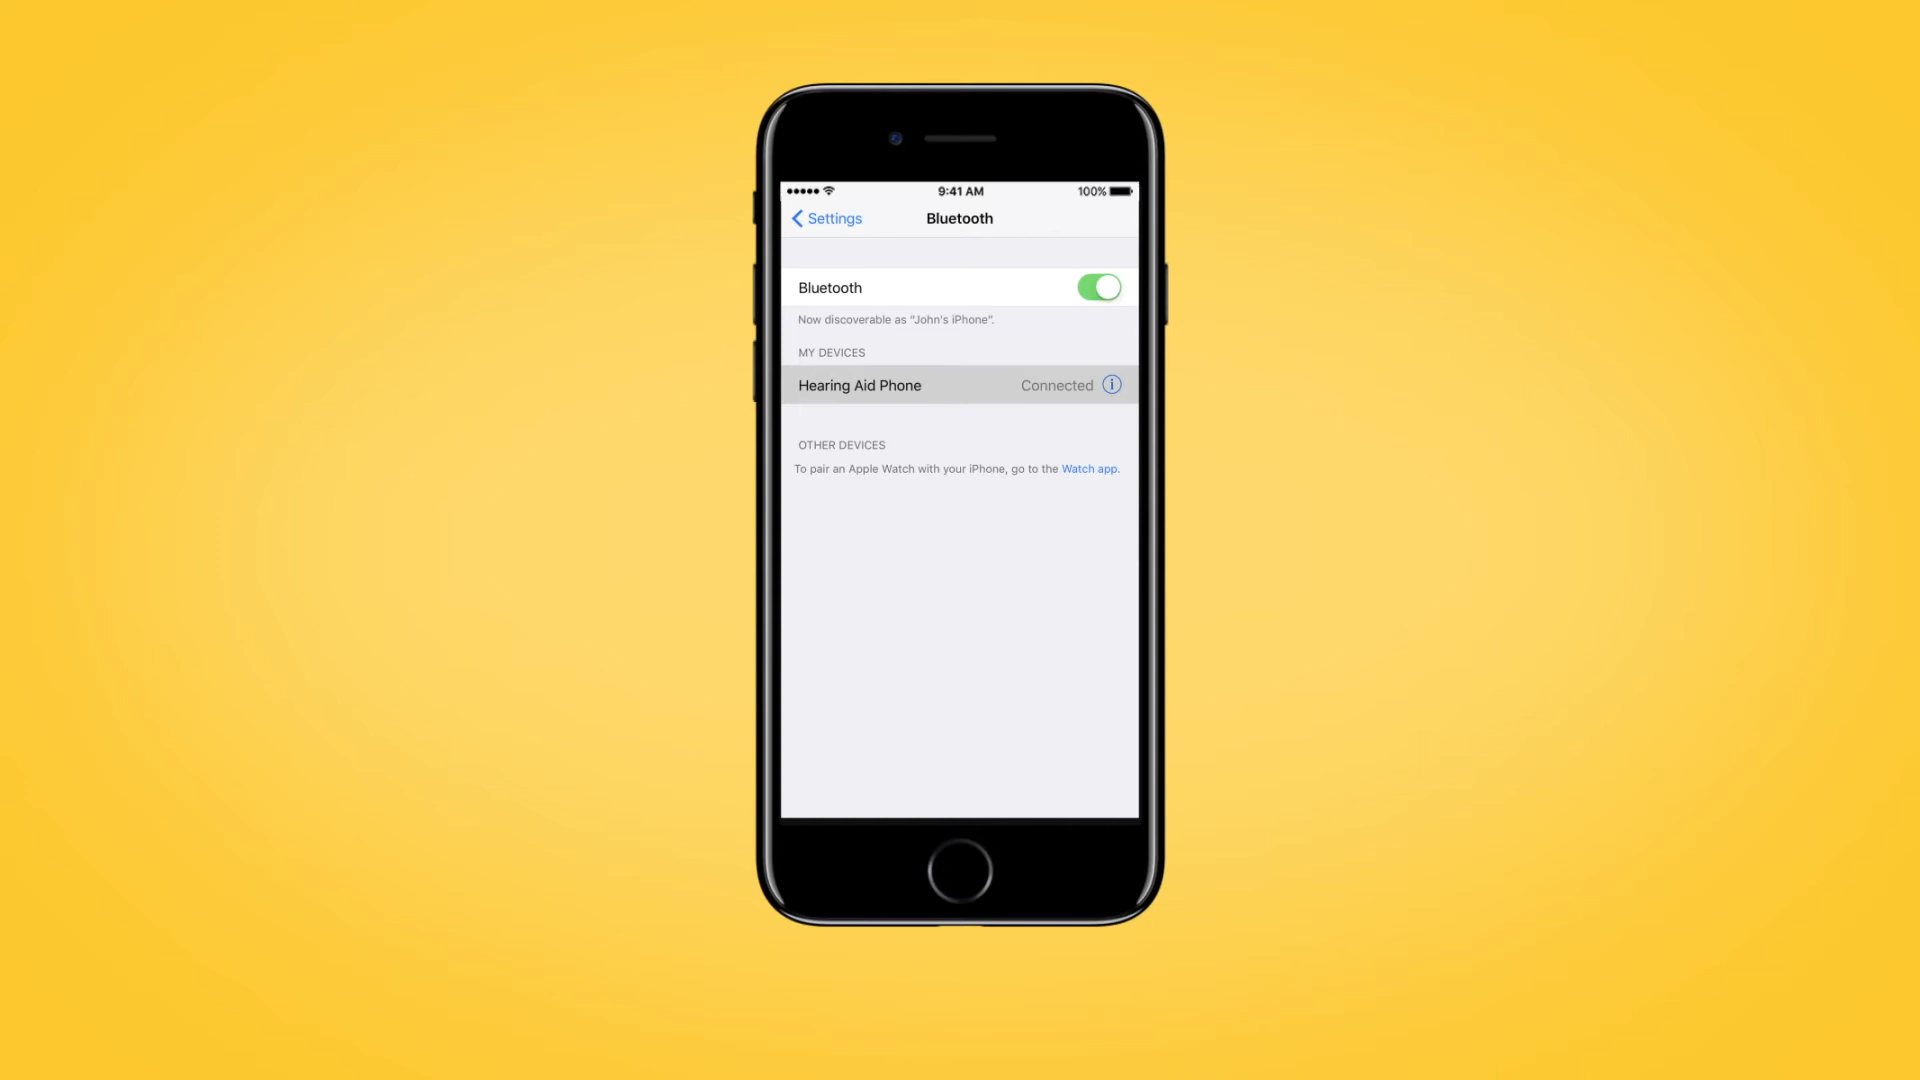 9:41 AM 100%
Settings Bluetooth
Bluetooth
Now discoverable as “John's iPhone”.
MY DEVICES
Hearing Aid Phone Connected
OTHER DEVICES
To pair an Apple Watch with your iPhone, go to the Watch app.